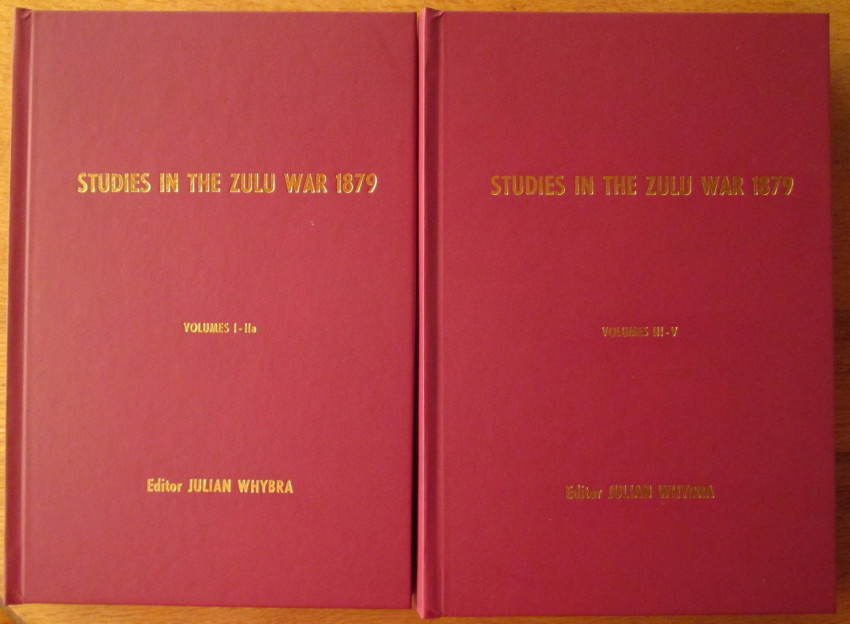 STUDIES IN THE ZULU WAR 1879
VOLUMES I-IIa
Editor JULIAN WHYBRA
STUDIES IN THE ZULU WAR 1879
VOLUMES III-V
Editor JULIAN WHYBRA